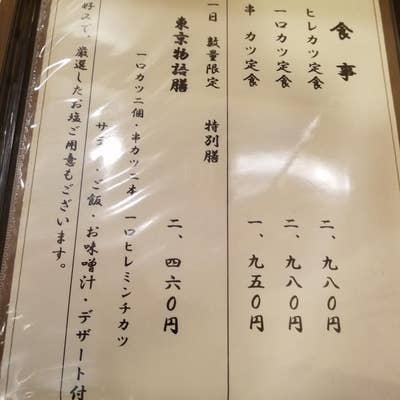 食事
ヒレカツ定食 二、九八〇円
一口カツ定食 二、九八〇円
串カツ定食 一、九五〇円
一日 数量限定 特別膳
東京物語膳 二、四六〇円
一口カツ二個・串カツ二本 一口ヒレミンチカツ
ご飯・お味噌汁・デザート付
好みで、厳選したお塩ご用意もございます。